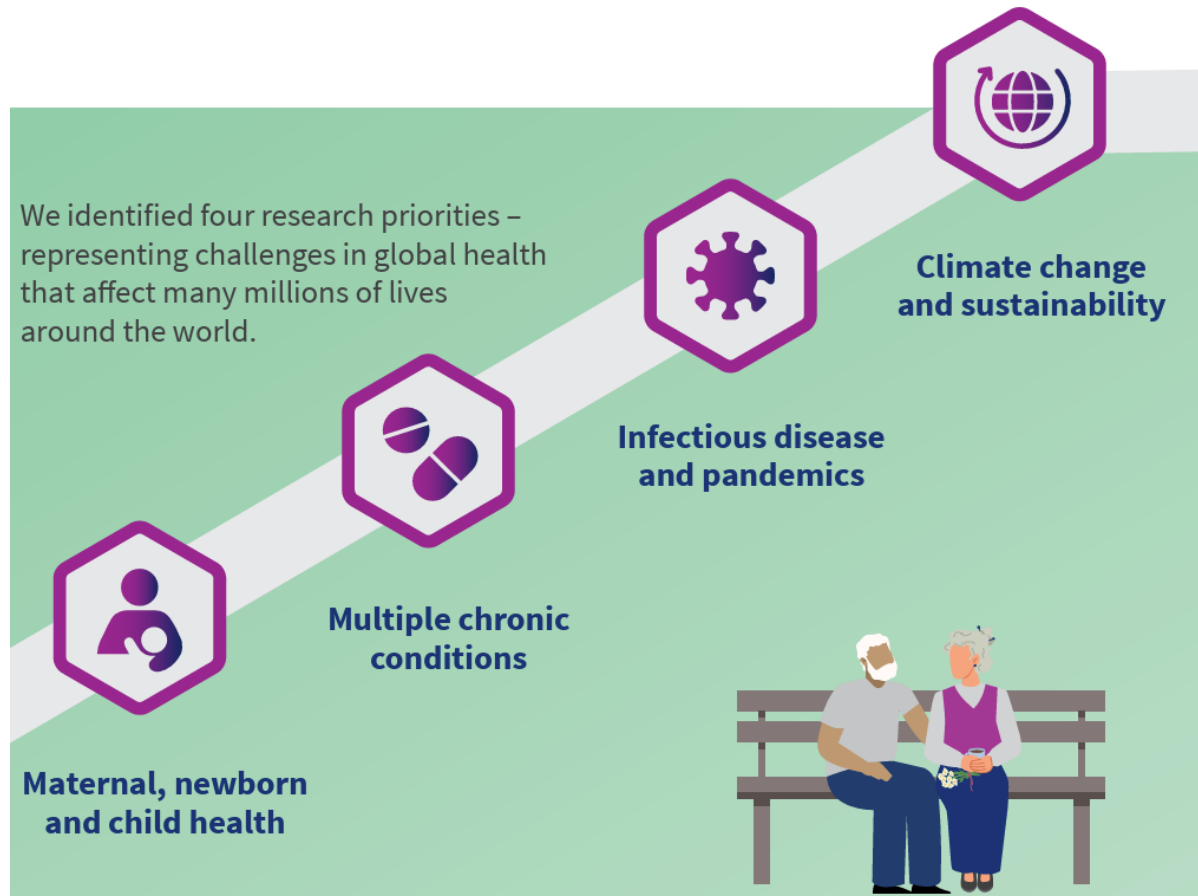 We identified four research priorities –
representing challenges in global health
that affect many millions of lives
around the world.
Climate change
and sustainability
Infectious disease
and pandemics
Multiple chronic
conditions
Maternal, newborn
and child health